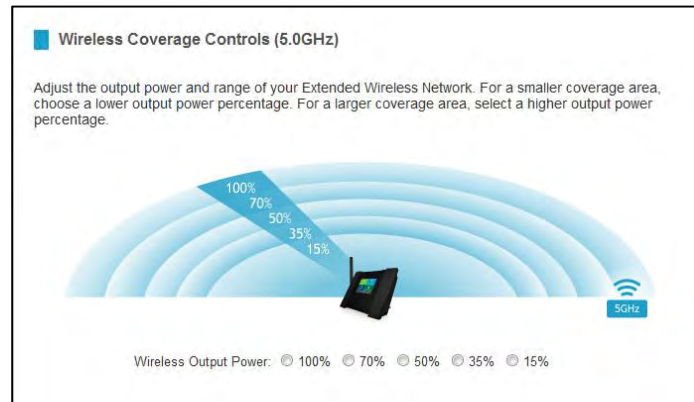 Wireless Coverage Controls (5.0GHz)
Adjust the output power and range of your Extended Wireless Network. For a smaller coverage area,
choose a lower output power percentage. For a larger coverage area, select a higher output power
percentage.
100%
70%
50%
35%
15%
5GHz
Wireless Output Power: 100% 70% 50% 35% 15%